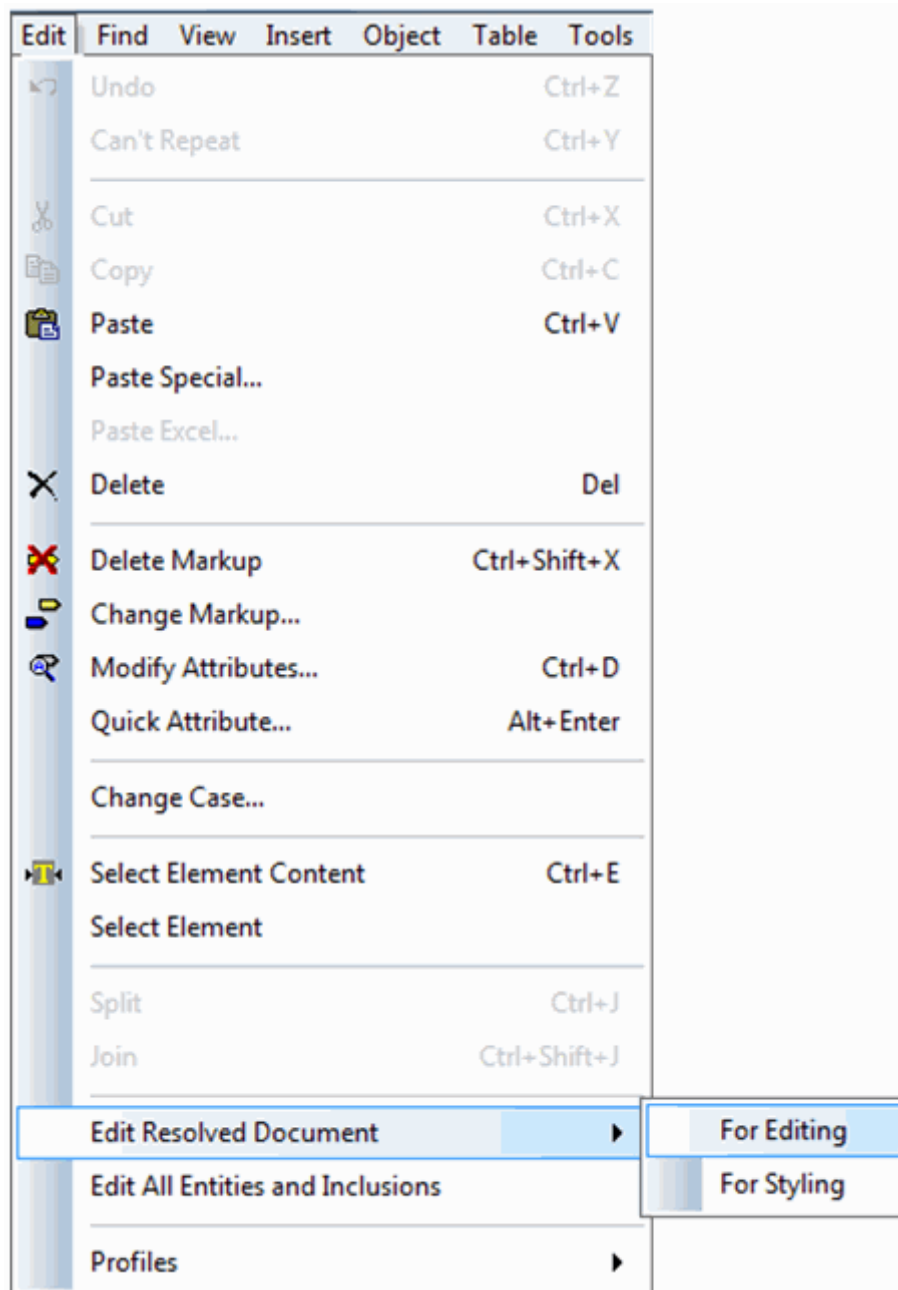 Edit Find View Insert Object Table Tools
Undo Ctrl+Z
Can't Repeat Ctrl+Y
Cut Ctrl+X
Copy Ctrl+C
Paste Ctrl+V
Paste Special...
Paste Excel...
Delete Del
Delete Markup Ctrl+Shift+X
Change Markup...
Modify Attributes... Ctrl+D
Quick Attribute... Alt+Enter
Change Case...
Select Element Content Ctrl+E
Select Element
Split Ctrl+J
Join Ctrl+Shift+J
Edit Resolved Document For Editing
For Styling
Edit All Entities and Inclusions
Profiles